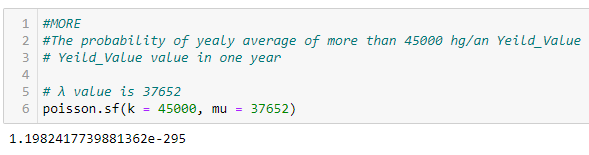 1 #MORE
2 #The probability of yealy average of more than 45000 hg/an Yeild_Value
3 # Yeild_Value value in one year
4
5 # λ value is 37652
6 poisson.sf(k = 45000, mu = 37652)
1.1982417739881362e-295